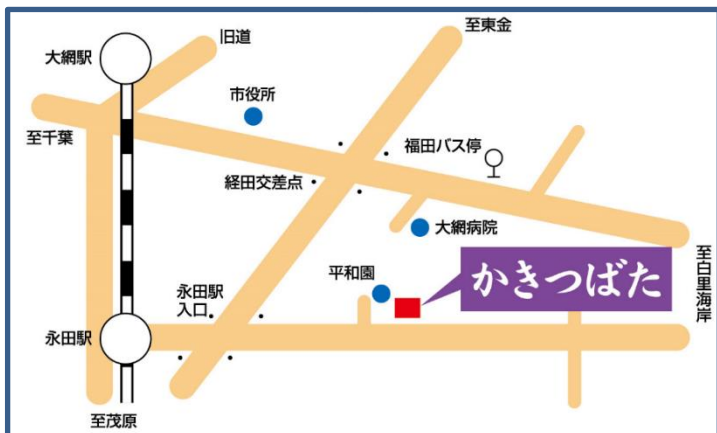 大網駅
旧道
至東金
市役所
至千葉
福田バス停
経田交差点
大網病院
至白里海岸
平和園
かきつばた
永田駅
入口
永田駅
至茂原